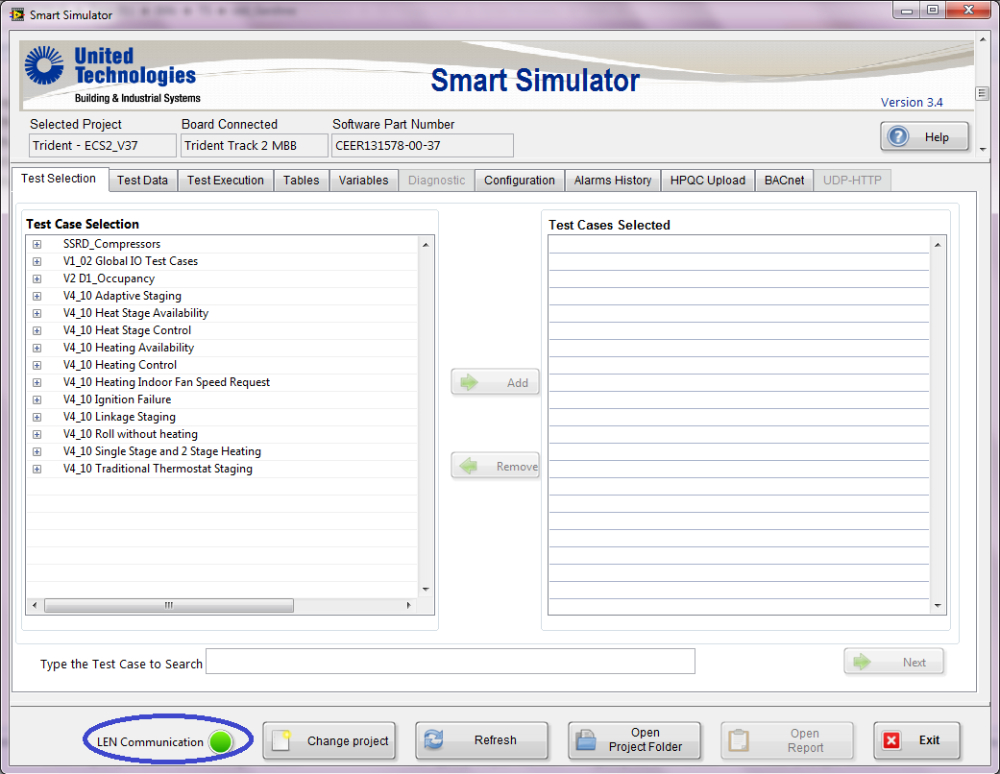 Smart Simulator
United
Technologies
Building & Industrial Systems
Smart Simulator
Version 3.4
Selected Project
Board Connected
Software Part Number
Trident - ECS2_V37
Trident Track 2 MBB
CEER131578-00-37
Help
Test Selection
Test Data
Test Execution
Tables
Variables
Diagnostic
Configuration
Alarms History
HPQC Upload
BACnet
UDP-HTTP
Test Case Selection
SSRD_Compressors
V1_02 Global IO Test Cases
V2 D1_Occupancy
V4_10 Adaptive Staging
V4_10 Heat Stage Availability
V4_10 Heat Stage Control
V4_10 Heating Availability
V4_10 Heating Control
V4_10 Heating Indoor Fan Speed Request
V4_10 Ignition Failure
V4_10 Linkage Staging
V4_10 Roll without heating
V4_10 Single Stage and 2 Stage Heating
V4_10 Traditional Thermostat Staging
Add
Remove
Test Cases Selected
Type the Test Case to Search
Next
LEN Communication
Change project
Refresh
Open
Project Folder
Open
Report
Exit